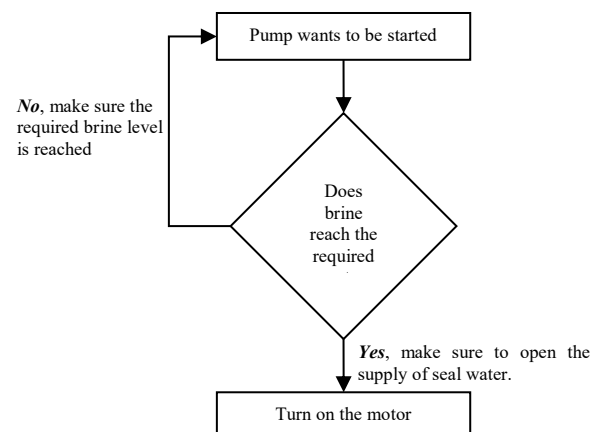 Pump wants to be started
No, make sure the
required brine level
is reached
Does
brine
reach the
required
Yes, make sure to open the
supply of seal water.
Turn on the motor